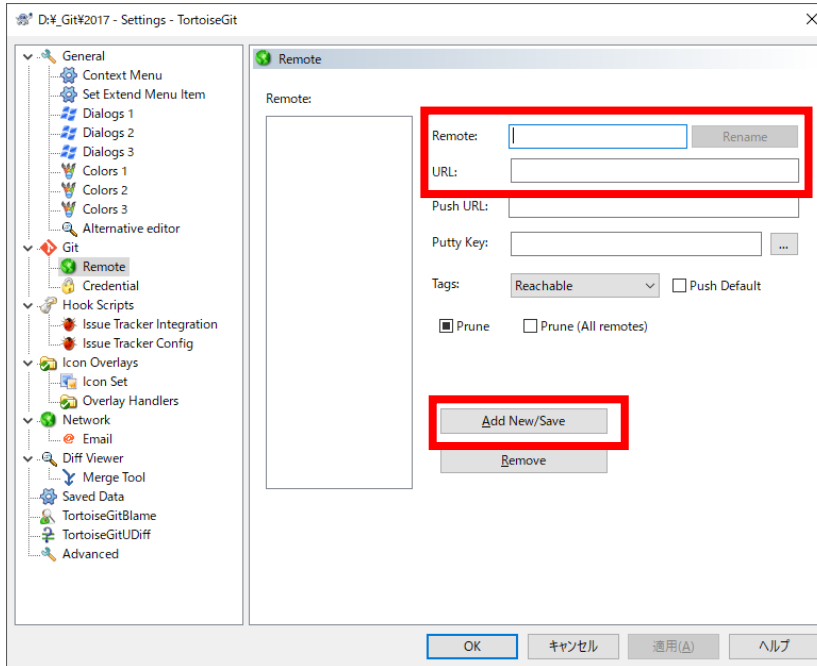 D:¥_Git¥2017 - Settings - TortoiseGit
General
Context Menu
Set Extend Menu Item
Dialogs 1
Dialogs 2
Dialogs 3
Colors 1
Colors 2
Colors 3
Alternative editor
Git
Remote
Credential
Hook Scripts
Issue Tracker Integration
Issue Tracker Config
Icon Overlays
Icon Set
Overlay Handlers
Network
Email
Diff Viewer
Merge Tool
Saved Data
TortoiseGitBlame
TortoiseGitUDiff
Advanced
Remote
Remote:
Remote:
Rename
URL:
Push URL:
Putty Key:
...
Tags:
Reachable
Push Default
Prune
Prune (All remotes)
Add New/Save
Remove
OK
キャンセル
適用(A)
ヘルプ